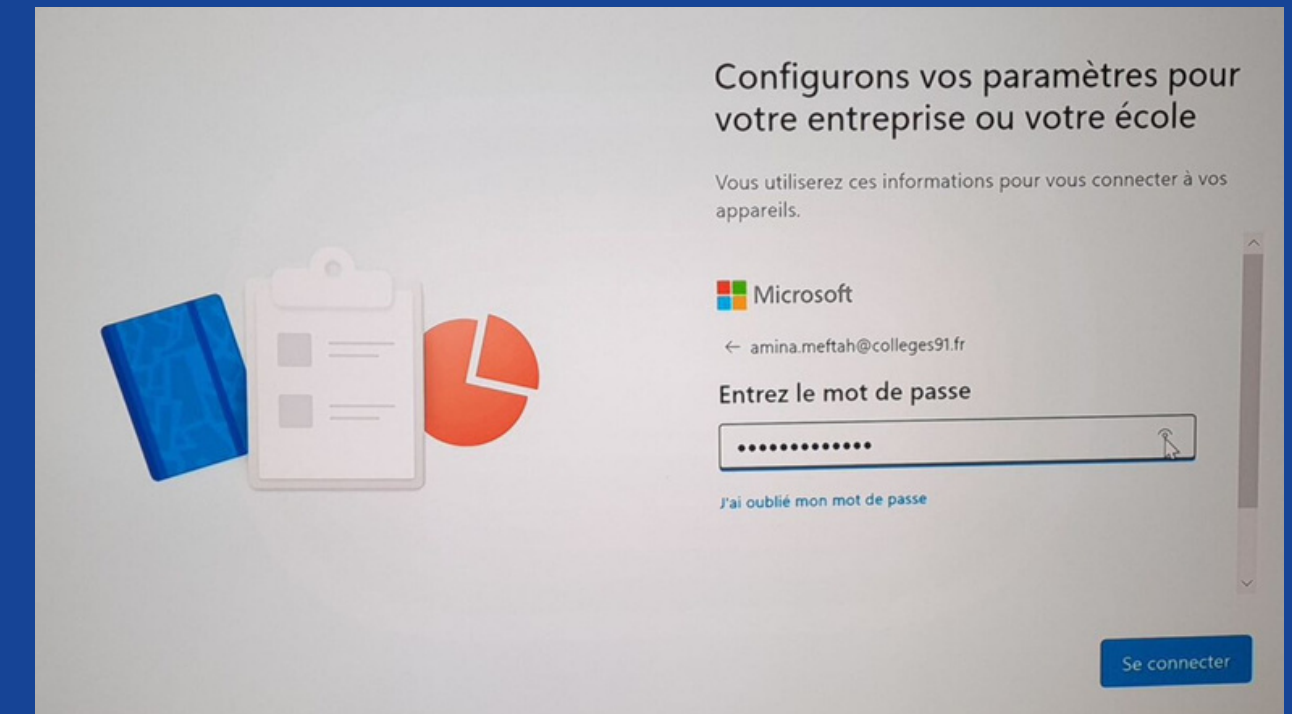 Configurons vos paramètres pour
votre entreprise ou votre école
Vous utiliserez ces informations pour vous connecter à vos
appareils.
Microsoft
← amina.meftah@colleges91.fr
Entrez le mot de passe
•••••••••••••
J'ai oublié mon mot de passe
Se connecter